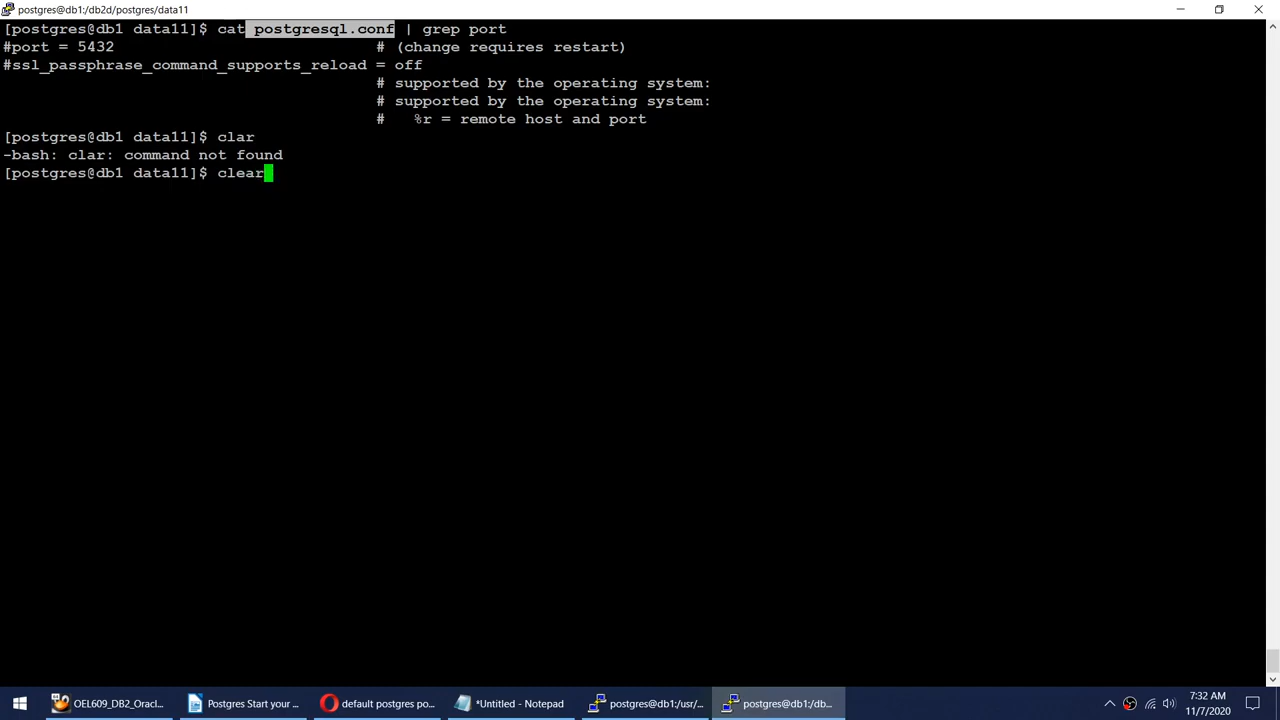 postgres@db1:/db2d/postgres/data11
[postgres@db1 data11]$ cat postgresql.conf | grep port
#port = 5432 # (change requires restart)
#ssl_passphrase_command_supports_reload = off
# supported by the operating system:
# supported by the operating system:
# %r = remote host and port
[postgres@db1 data11]$ clar
-bash: clar: command not found
[postgres@db1 data11]$ clear
OEL609_DB2_Oracl...
Postgres Start your ...
default postgres po...
*Untitled - Notepad
postgres@db1:/usr/...
postgres@db1:/db...
7:32 AM
11/7/2020